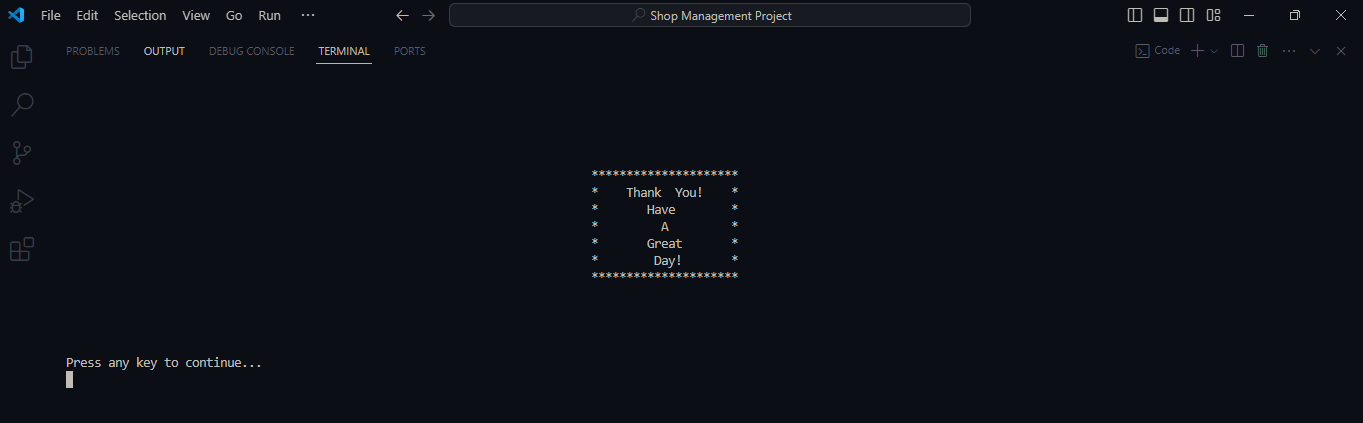 File Edit Selection View Go Run ··· Shop Management Project
PROBLEMS OUTPUT DEBUG CONSOLE TERMINAL PORTS Code
*********************
*    Thank  You!    *
*       Have        *
*         A         *
*       Great       *
*        Day!       *
*********************
Press any key to continue...